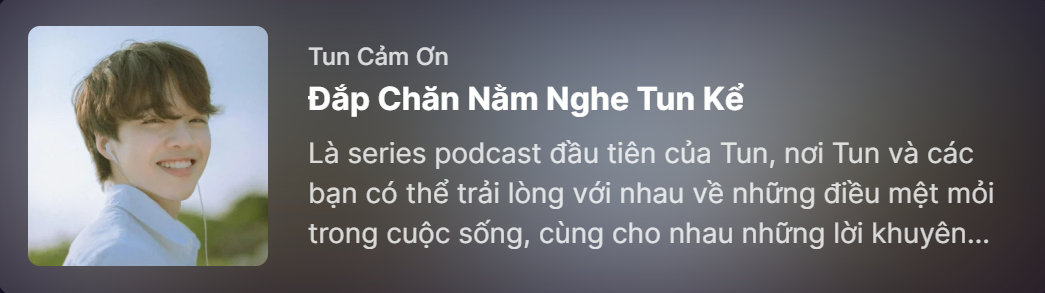 Tun Cảm Ơn
Đắp Chăn Nằm Nghe Tun Kể
Là series podcast đầu tiên của Tun, nơi Tun và các
bạn có thể trải lòng với nhau về những điều mệt mỏi
trong cuộc sống, cùng cho nhau những lời khuyên...